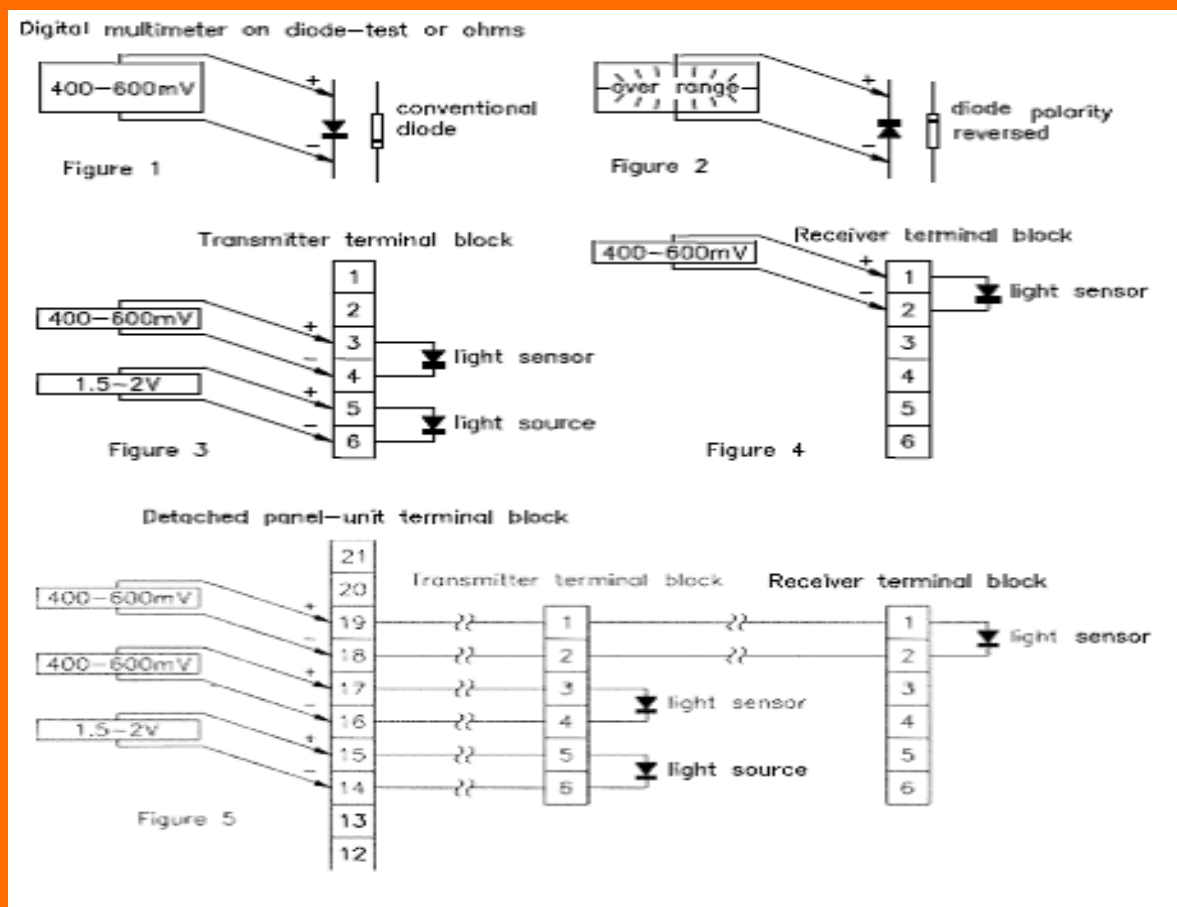 Digital multimeter on diode-test or ohms
400-600mV
+
-
conventional
diode
Figure 1
over range
+
-
diode polarity
reversed
Figure 2
Transmitter terminal block
1
2
3
4
5
6
400-600mV
+
-
light sensor
1.5-2V
+
-
light source
Figure 3
Receiver terminal block
400-600mV
+
-
1
2
3
4
5
6
light sensor
Figure 4
Detached panel-unit terminal block
21
20
19
18
17
16
15
14
13
12
400-600mV
+
-
400-600mV
+
-
1.5-2V
+
-
Transmitter terminal block
1
2
3
4
5
6
light sensor
light source
Receiver terminal block
1
2
3
4
5
6
light sensor
Figure 5